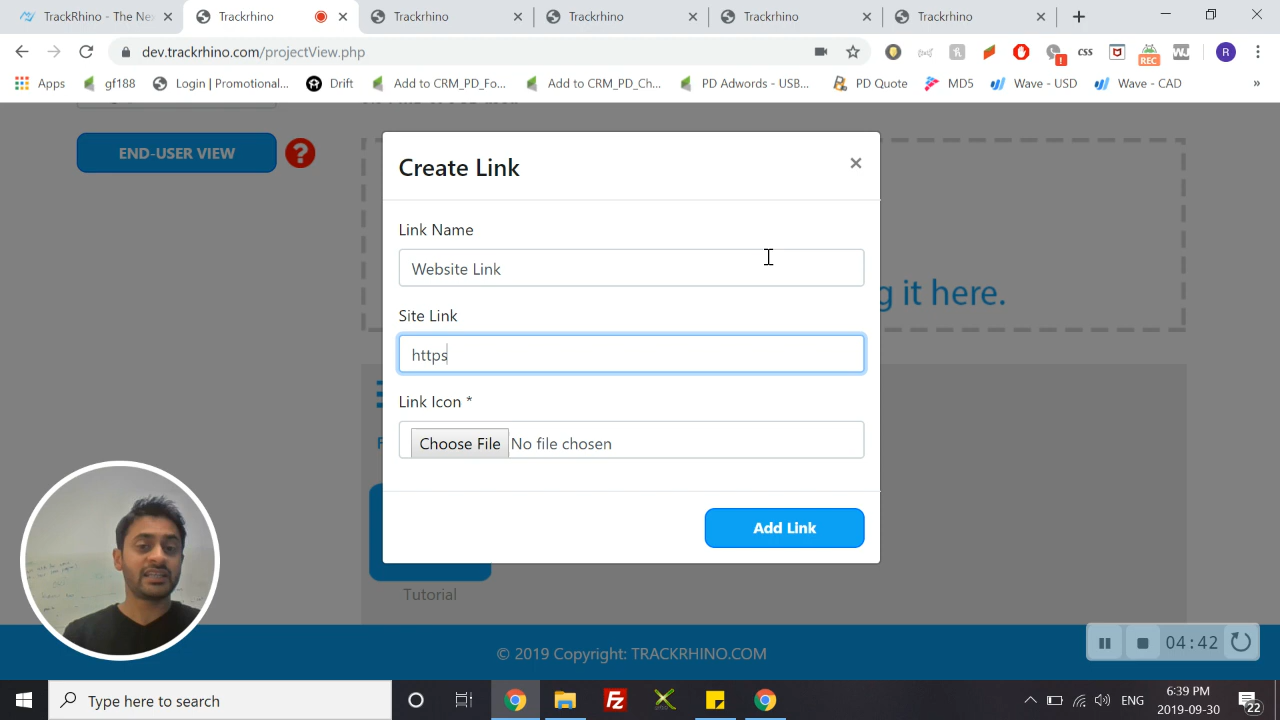 TrackRhino - The Ne
Trackrhino
Trackrhino
Trackrhino
Trackrhino
Trackrhino
dev.trackrhino.com/projectView.php
CSS
REC
WJ
R
Apps
gf188
Login | Promotional...
Drift
Add to CRM_PD_Fo...
Add to CRM_PD_Ch...
PD Adwords - USB...
PD Quote
MD5
Wave - USD
Wave - CAD
»
END-USER VIEW
?
Create Link
Link Name
Website Link
g it here.
Site Link
https
Link Icon *
Choose File No file chosen
Add Link
Tutorial
© 2019 Copyright: TRACKRHINO.COM
04:42
Type here to search
ENG
6:39 PM
2019-09-30
22